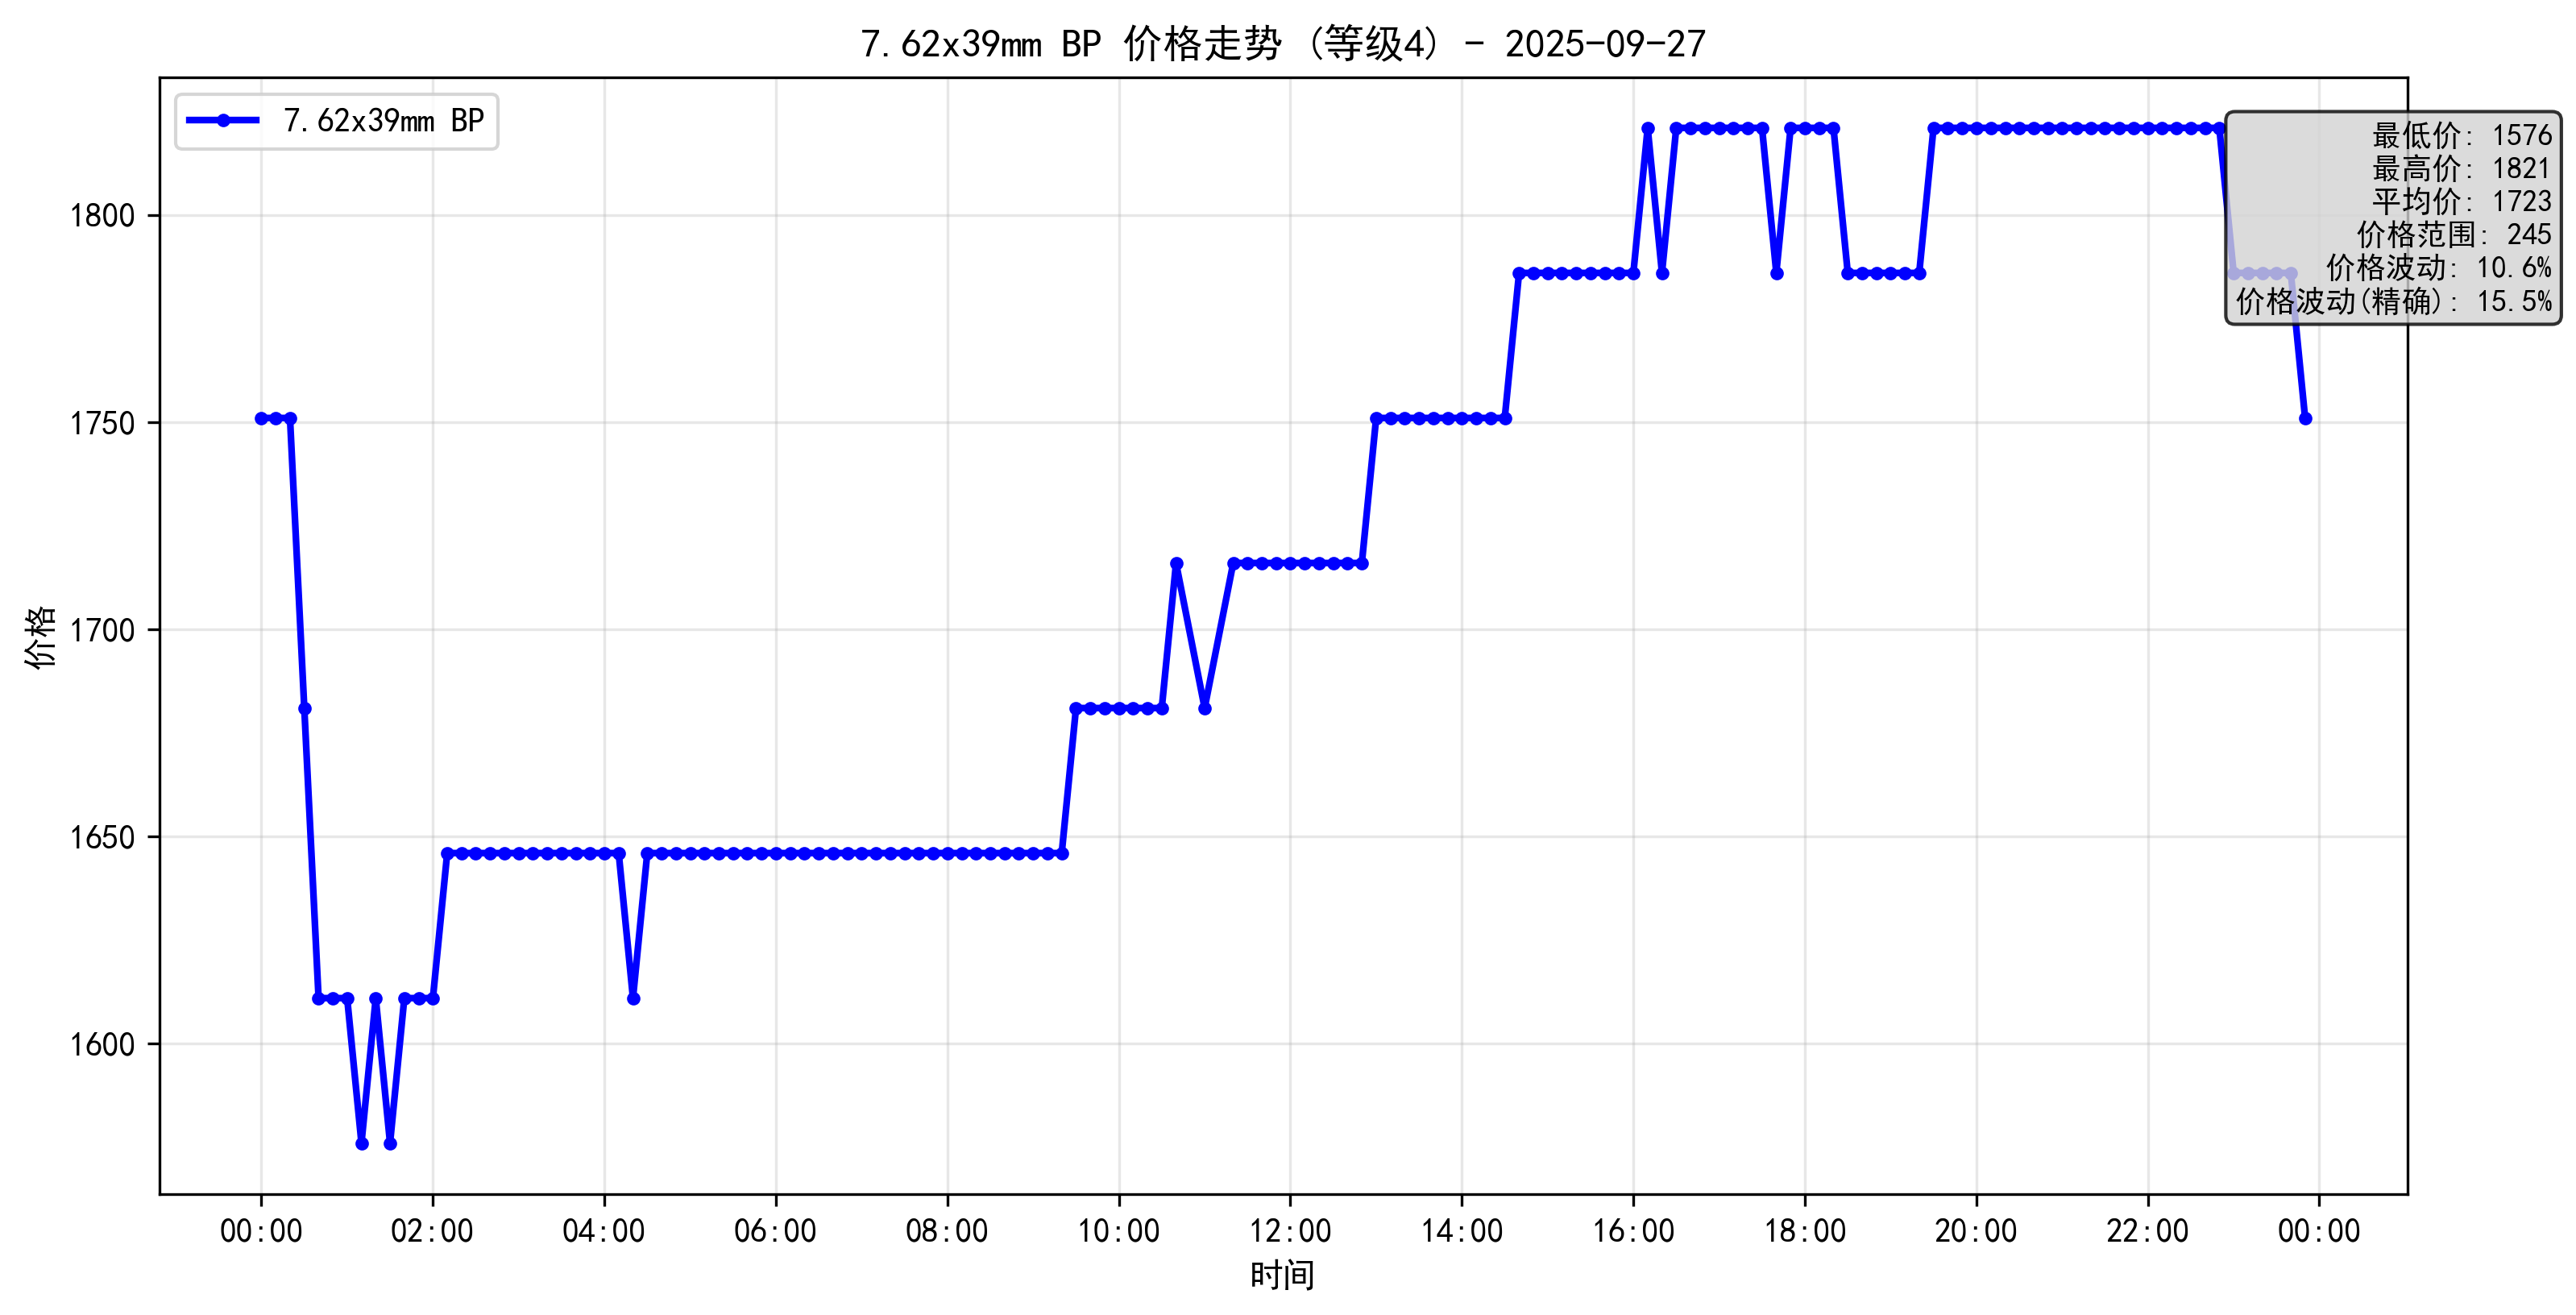 7.62x39mm BP 价格走势 (等级4) - 2025-09-27
7.62x39mm BP
最低价: 1576
最高价: 1821
平均价: 1723
价格范围: 245
价格波动: 10.6%
价格波动(精确): 15.5%
1800
1750
1700
1650
1600
价格
00:00 02:00 04:00 06:00 08:00 10:00 12:00 14:00 16:00 18:00 20:00 22:00 00:00
时间